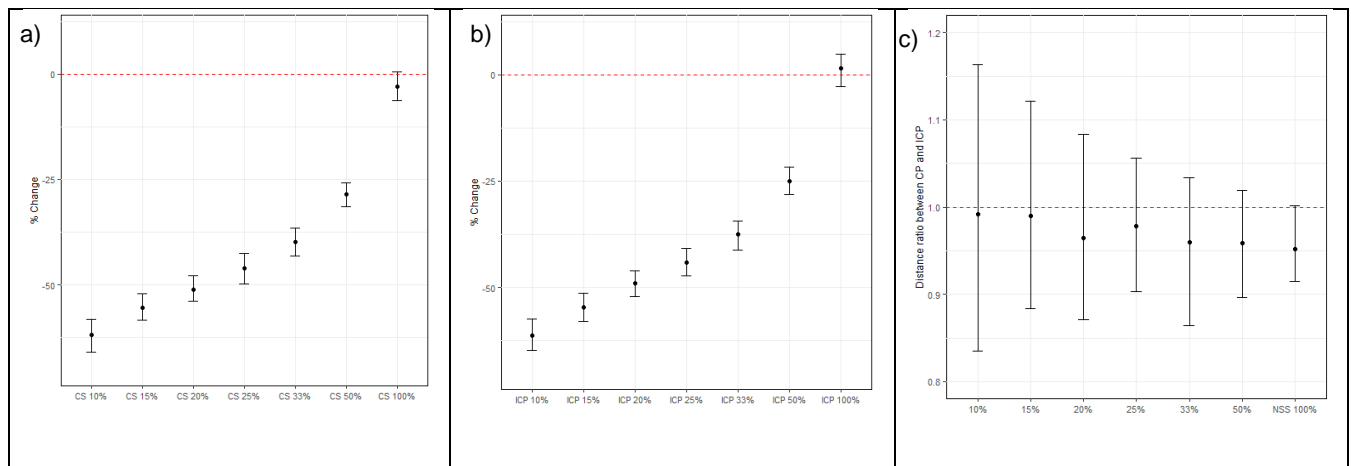 a)
% Change
0
-25
-50
CS 10% CS 15% CS 20% CS 25% CS 33% CS 50% CS 100%
b)
% Change
0
-25
-50
ICP 10% ICP 15% ICP 20% ICP 25% ICP 33% ICP 50% ICP 100%
c)
Distance ratio between CP and ICP
1.2
1.1
1.0
0.9
0.8
10% 15% 20% 25% 33% 50% NSS 100%